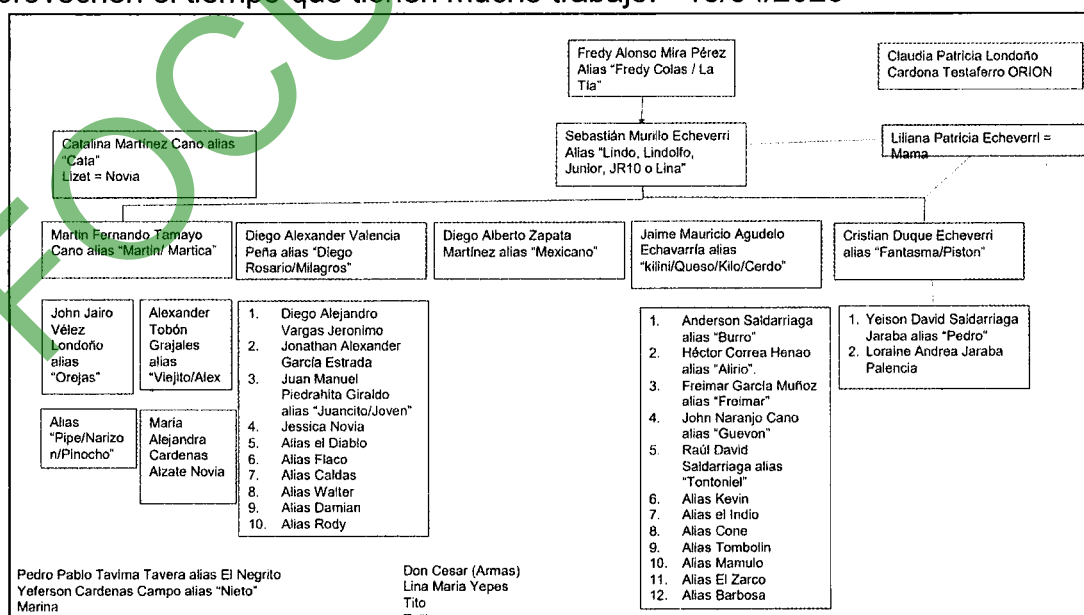 provechen el tiempo que tienen mucho trabajo.
Fredy Alonso Mira Pérez
Alias "Fredy Colas / La
Tia"
Claudia Patricia Londoño
Cardona Testaferro ORION
Catalina Martínez Cano alias
"Cata"
Lizet = Novia
Sebastián Murillo Echeverri
Alias "Lindo, Lindolfo,
Junior, JR10 o Lina"
Liliana Patricia Echeverri =
Mama
Martin Fernando Tamayo
Cano alias "Martin/ Martica"
Diego Alexander Valencia
Peña alias "Diego
Rosario/Milagros"
Diego Alberto Zapata
Martínez alias "Mexicano"
Jaime Mauricio Agudelo
Echavarría alias
"kilini/Queso/Kilo/Cerdo"
Cristian Duque Echeverri
alias "Fantasma/Piston"
John Jairo
Vélez
Londoño
alias
"Orejas"
Alexander
Tobón
Grajales
alias
"Viejito/Alex
Alias
"Pipe/Narizo
n/Pinocho"
María
Alejandra
Cardenas
Alzate Novia
1. Diego Alejandro
Vargas Jeronimo
2. Jonathan Alexander
García Estrada
3. Juan Manuel
Piedrahita Giraldo
alias "Juancito/Joven"
4. Jessica Novia
5. Alias el Diablo
6. Alias Flaco
7. Alias Caldas
8. Alias Walter
9. Alias Damian
10. Alias Rody
1. Anderson Saldarriaga
alias "Burro"
2. Héctor Correa Henao
alias "Alirio".
3. Freimar García Muñoz
alias "Freimar"
4. John Naranjo Cano
alias "Guevon"
5. Raúl David
Saldarriaga alias
"Tontoniel"
6. Alias Kevin
7. Alias el Indio
8. Alias Cone
9. Alias Tombolin
10. Alias Mamulo
11. Alias El Zarco
12. Alias Barbosa
1. Yeison David Saldarriaga
Jaraba alias "Pedro"
2. Loraine Andrea Jaraba
Palencia
Pedro Pablo Tavima Tavera alias El Negrito
Yeferson Cardenas Campo alias "Nieto"
Marina
Don Cesar (Armas)
Lina Maria Yepes
Tito
FOCU